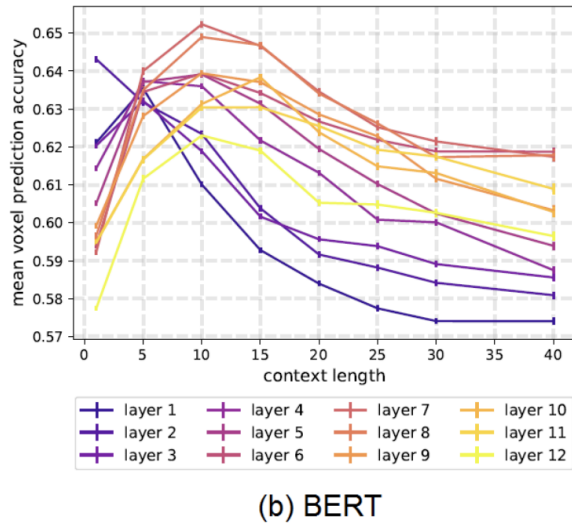 mean voxel prediction accuracy
0.65
0.64
0.63
0.62
0.61
0.60
0.59
0.58
0.57
0 5 10 15 20 25 30 35 40
context length
layer 1 layer 4 layer 7 layer 10
layer 2 layer 5 layer 8 layer 11
layer 3 layer 6 layer 9 layer 12
(b) BERT